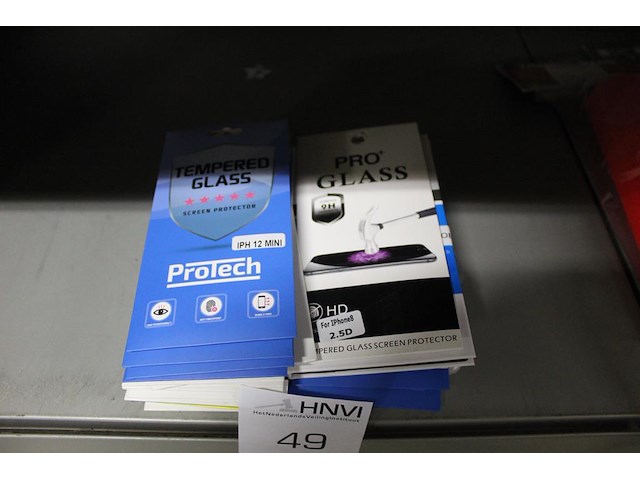 TEMPERED
GLASS
SCREEN PROTECTOR
IPH 12 MINI
ProTech
PRO+
GLASS
9H
HD
For IPhone8
2.5D
PERED GLASS SCREEN PROTECTOR
HNVI
HetNederlandsVeilingInstituut
49